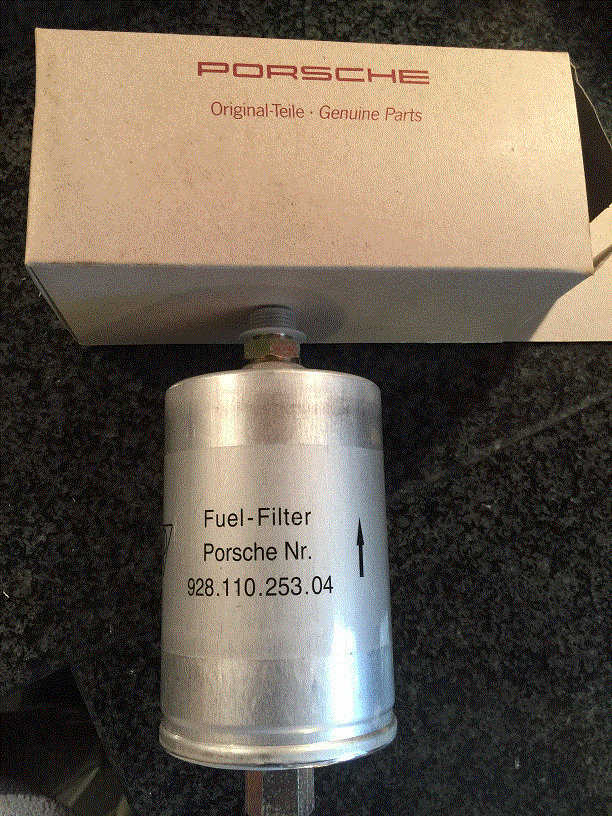 PORSCHE
Original-Teile · Genuine Parts
Fuel-Filter
Porsche Nr.
928.110.253.04